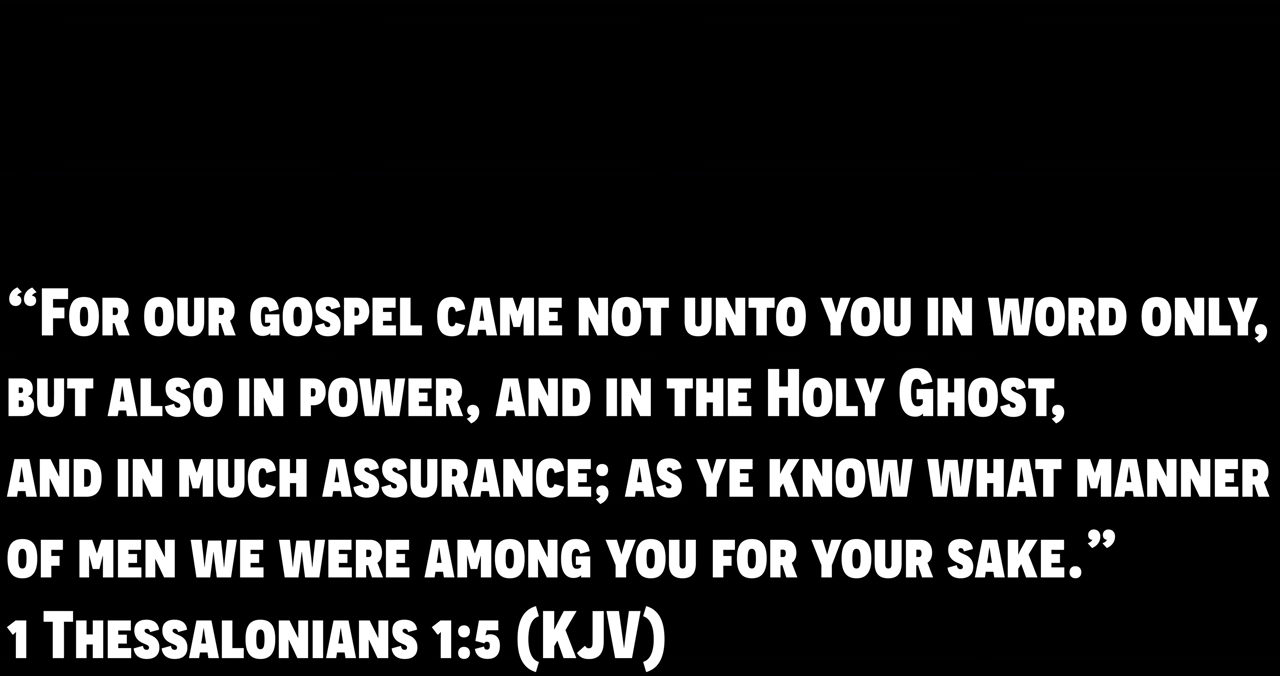 “For our gospel came not unto you in word only,
but also in power, and in the Holy Ghost,
and in much assurance; as ye know what manner
of men we were among you for your sake.”
1 Thessalonians 1:5 (KJV)